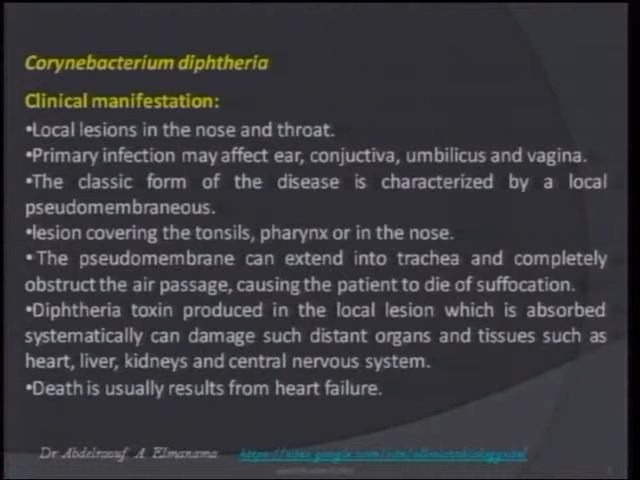 Corynebacterium diphtheria
Clinical manifestation:
•Local lesions in the nose and throat.
•Primary infection may affect ear, conjuctiva, umbilicus and vagina.
•The classic form of the disease is characterized by a local
pseudomembraneous.
•lesion covering the tonsils, pharynx or in the nose.
• The pseudomembrane can extend into trachea and completely
obstruct the air passage, causing the patient to die of suffocation.
•Diphtheria toxin produced in the local lesion which is absorbed
systematically can damage such distant organs and tissues such as
heart, liver, kidneys and central nervous system.
•Death is usually results from heart failure.
Dr Abdelraouf A. Elmanama